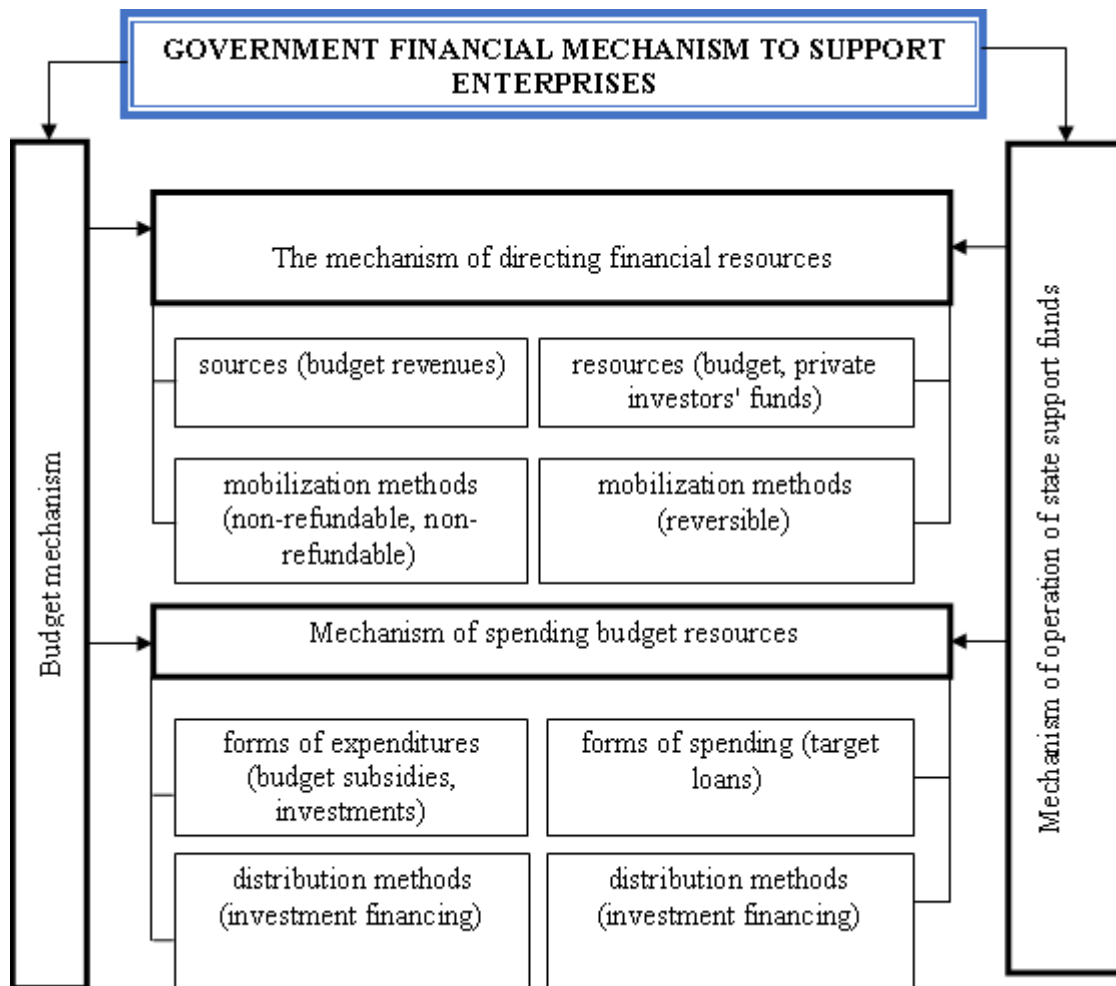 GOVERNMENT FINANCIAL MECHANISM TO SUPPORT
ENTERPRISES
Budget mechanism
The mechanism of directing financial resources
sources (budget revenues)
resources (budget, private
investors' funds)
mobilization methods
(non-refundable, non-
refundable)
mobilization methods
(reversible)
Mechanism of spending budget resources
forms of expenditures
(budget subsidies,
investments)
forms of spending (target
loans)
distribution methods
(investment financing)
distribution methods
(investment financing)
Mechanism of operation of state support funds